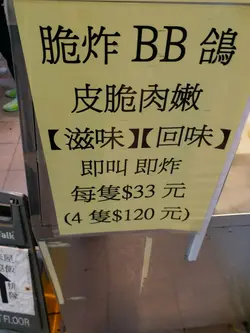 脆炸 BB 鴿
皮脆肉嫩
【滋味】【回味】
即叫 即炸
每隻$33 元
(4 隻$120 元)
FLOOR